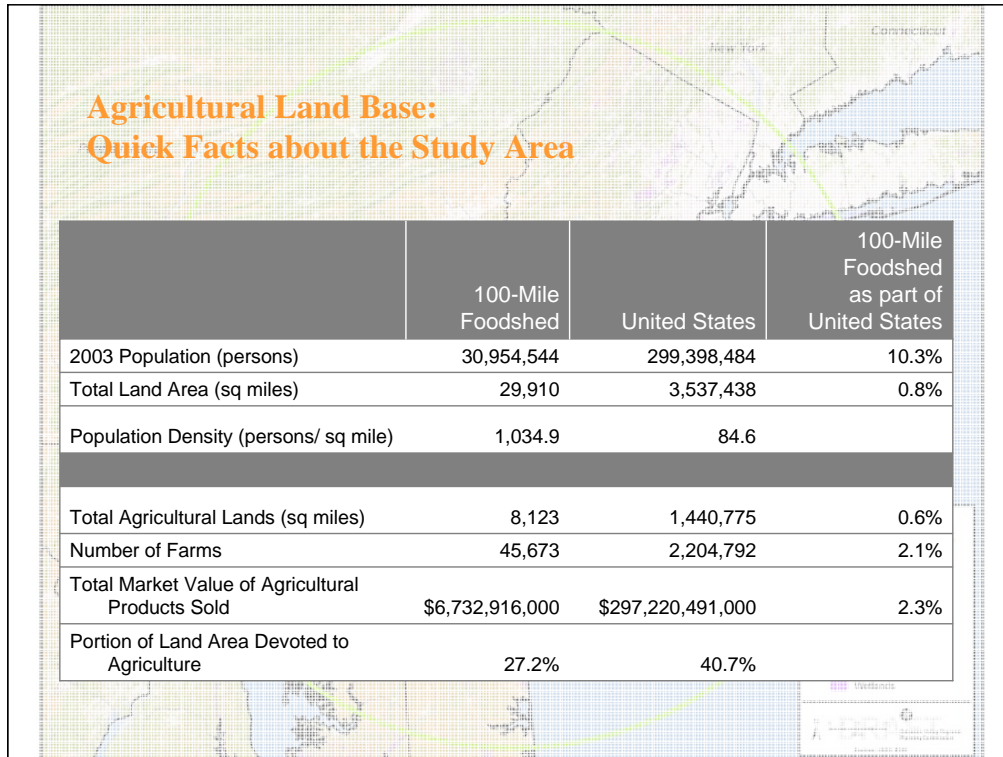 New York
Connecticut
Agricultural Land Base:
Quick Facts about the Study Area
100-Mile Foodshed United States 100-Mile Foodshed as part of United States
2003 Population (persons) 30,954,544 299,398,484 10.3%
Total Land Area (sq miles) 29,910 3,537,438 0.8%
Population Density (persons/ sq mile) 1,034.9 84.6
Total Agricultural Lands (sq miles) 8,123 1,440,775 0.6%
Number of Farms 45,673 2,204,792 2.1%
Total Market Value of Agricultural
Products Sold $6,732,916,000 $297,220,491,000 2.3%
Portion of Land Area Devoted to
Agriculture 27.2% 40.7%
Wetlands